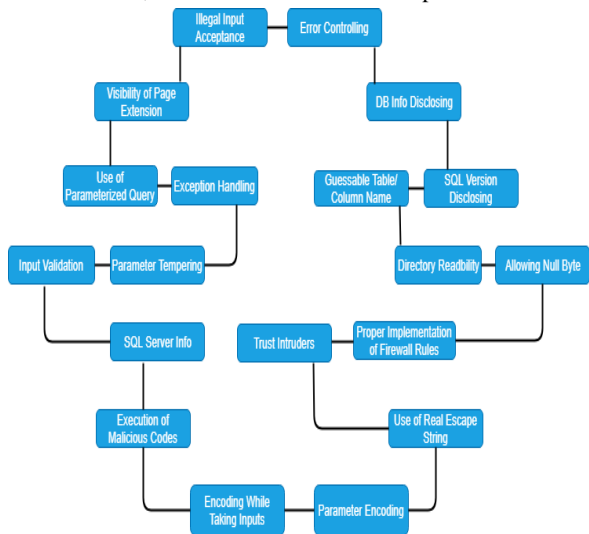 Illegal Input
Acceptance
Error Controlling
Visibility of Page
Extension
DB Info Disclosing
Use of
Parameterized Query
Exception Handling
Guessable Table/
Column Name
SQL Version
Disclosing
Input Validation
Parameter Tempering
Directory Readbility
Allowing Null Byte
SQL Server Info
Trust Intruders
Proper Implementation
of Firewall Rules
Execution of
Malicious Codes
Use of Real Escape
String
Encoding While
Taking Inputs
Parameter Encoding